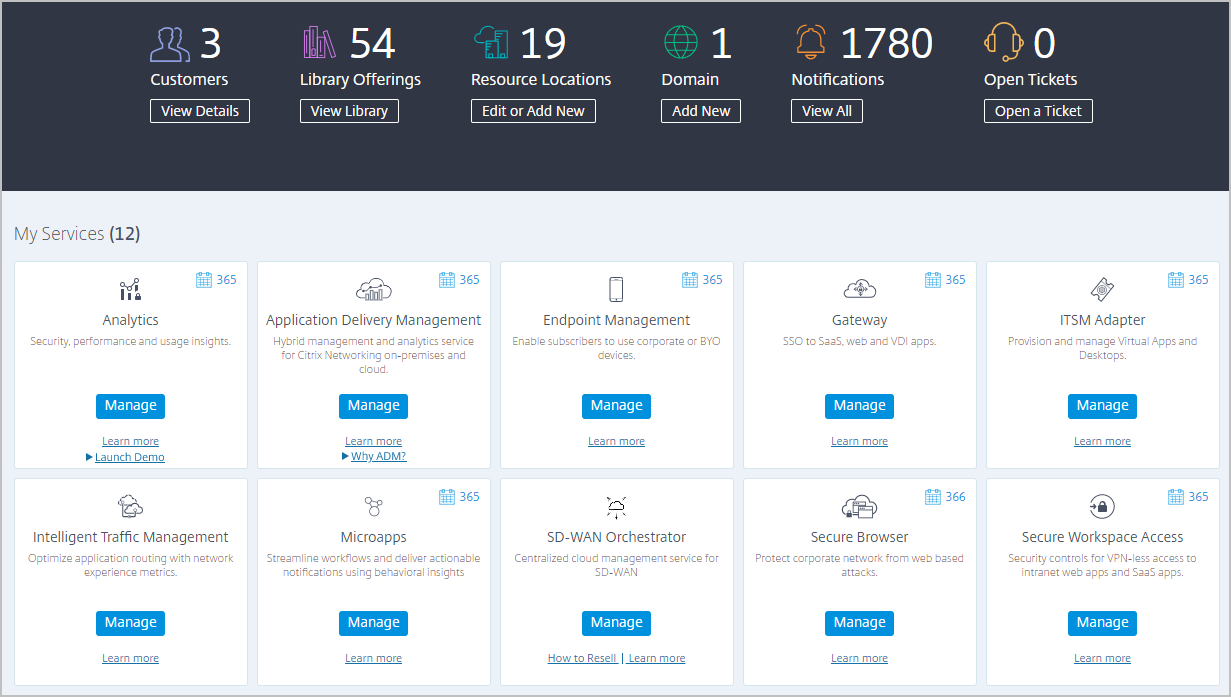 3 54 19 1 1780 0
Customers Library Offerings Resource Locations Domain Notifications Open Tickets
View Details View Library Edit or Add New Add New View All Open a Ticket
My Services (12)
365 365 365 365 365
Analytics Application Delivery Management Endpoint Management Gateway ITSM Adapter
Security, performance and usage insights. Hybrid management and analytics service Enable subscribers to use corporate or BYO SSO to SaaS, web and VDI apps. Provision and manage Virtual Apps and
for Citrix Networking on-premises and devices. Desktops.
cloud.
Manage Manage Manage Manage Manage
Learn more Learn more Learn more Learn more Learn more
Launch Demo Why ADM?
365 366 365
Intelligent Traffic Management Microapps SD-WAN Orchestrator Secure Browser Secure Workspace Access
Optimize application routing with network Streamline workflows and deliver actionable Centralized cloud management service for Protect corporate network from web based Security controls for VPN-less access to
experience metrics. notifications using behavioral insights SD-WAN attacks. intranet web apps and SaaS apps.
Manage Manage Manage Manage Manage
Learn more Learn more How to Resell | Learn more Learn more Learn more